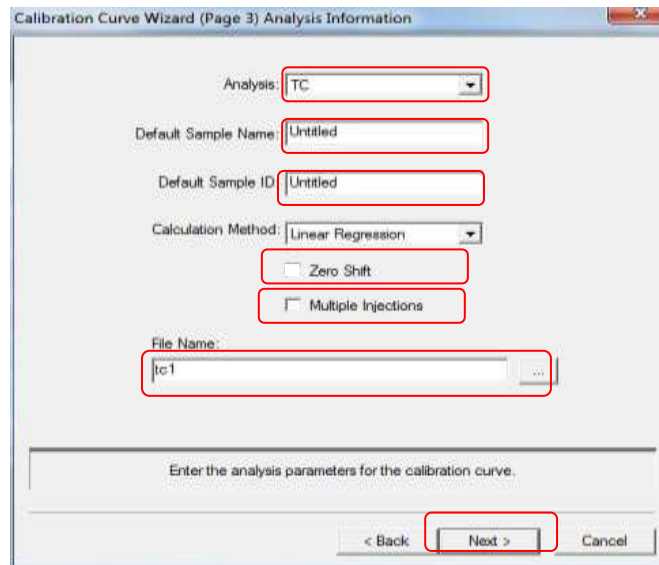 Calibration Curve Wizard (Page 3) Analysis Information
Analysis: TC
Default Sample Name: Untitled
Default Sample ID: Untitled
Calculation Method: Linear Regression
Zero Shift
Multiple Injections
File Name:
tc1
...
Enter the analysis parameters for the calibration curve.
< Back Next > Cancel